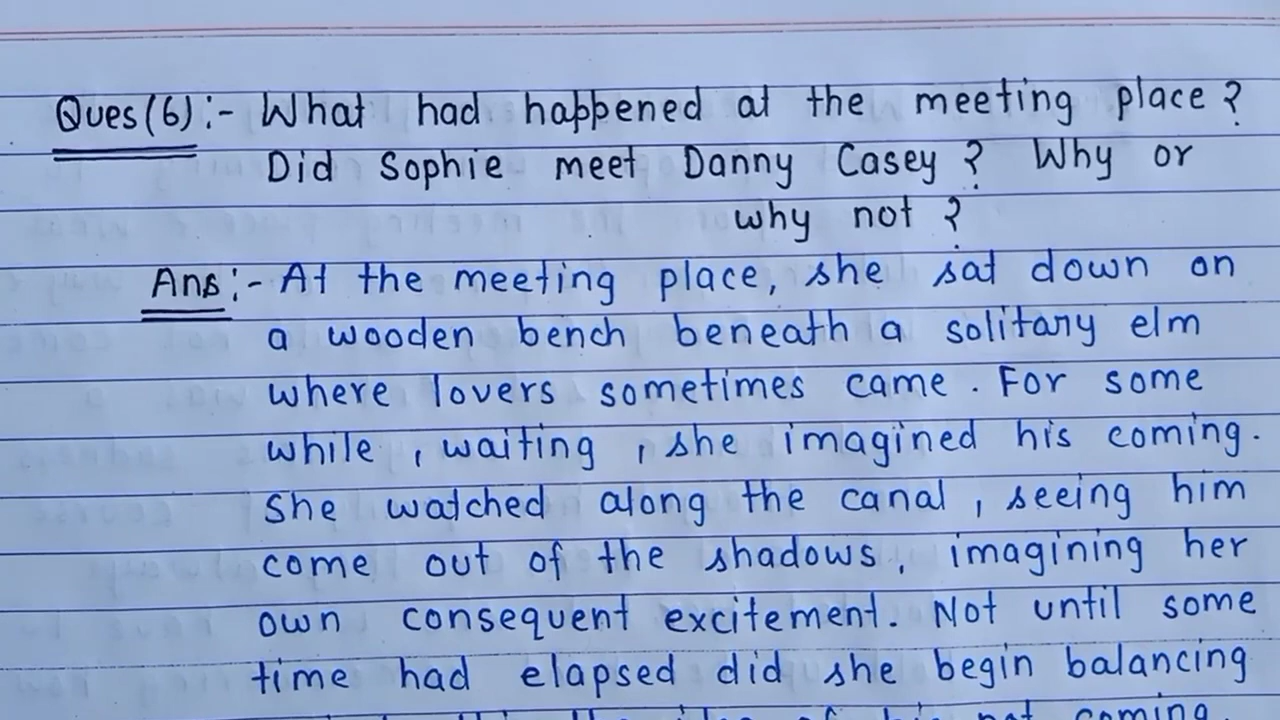 Ques(6):- What had happened at the meeting place?
Did Sophie meet Danny Casey? Why or
why not?
Ans:- At the meeting place, she sat down on
a wooden bench beneath a solitary elm
where lovers sometimes came. For some
while, waiting, she imagined his coming.
She watched along the canal, seeing him
come out of the shadows, imagining her
own consequent excitement. Not until some
time had elapsed did she begin balancing
not coming.